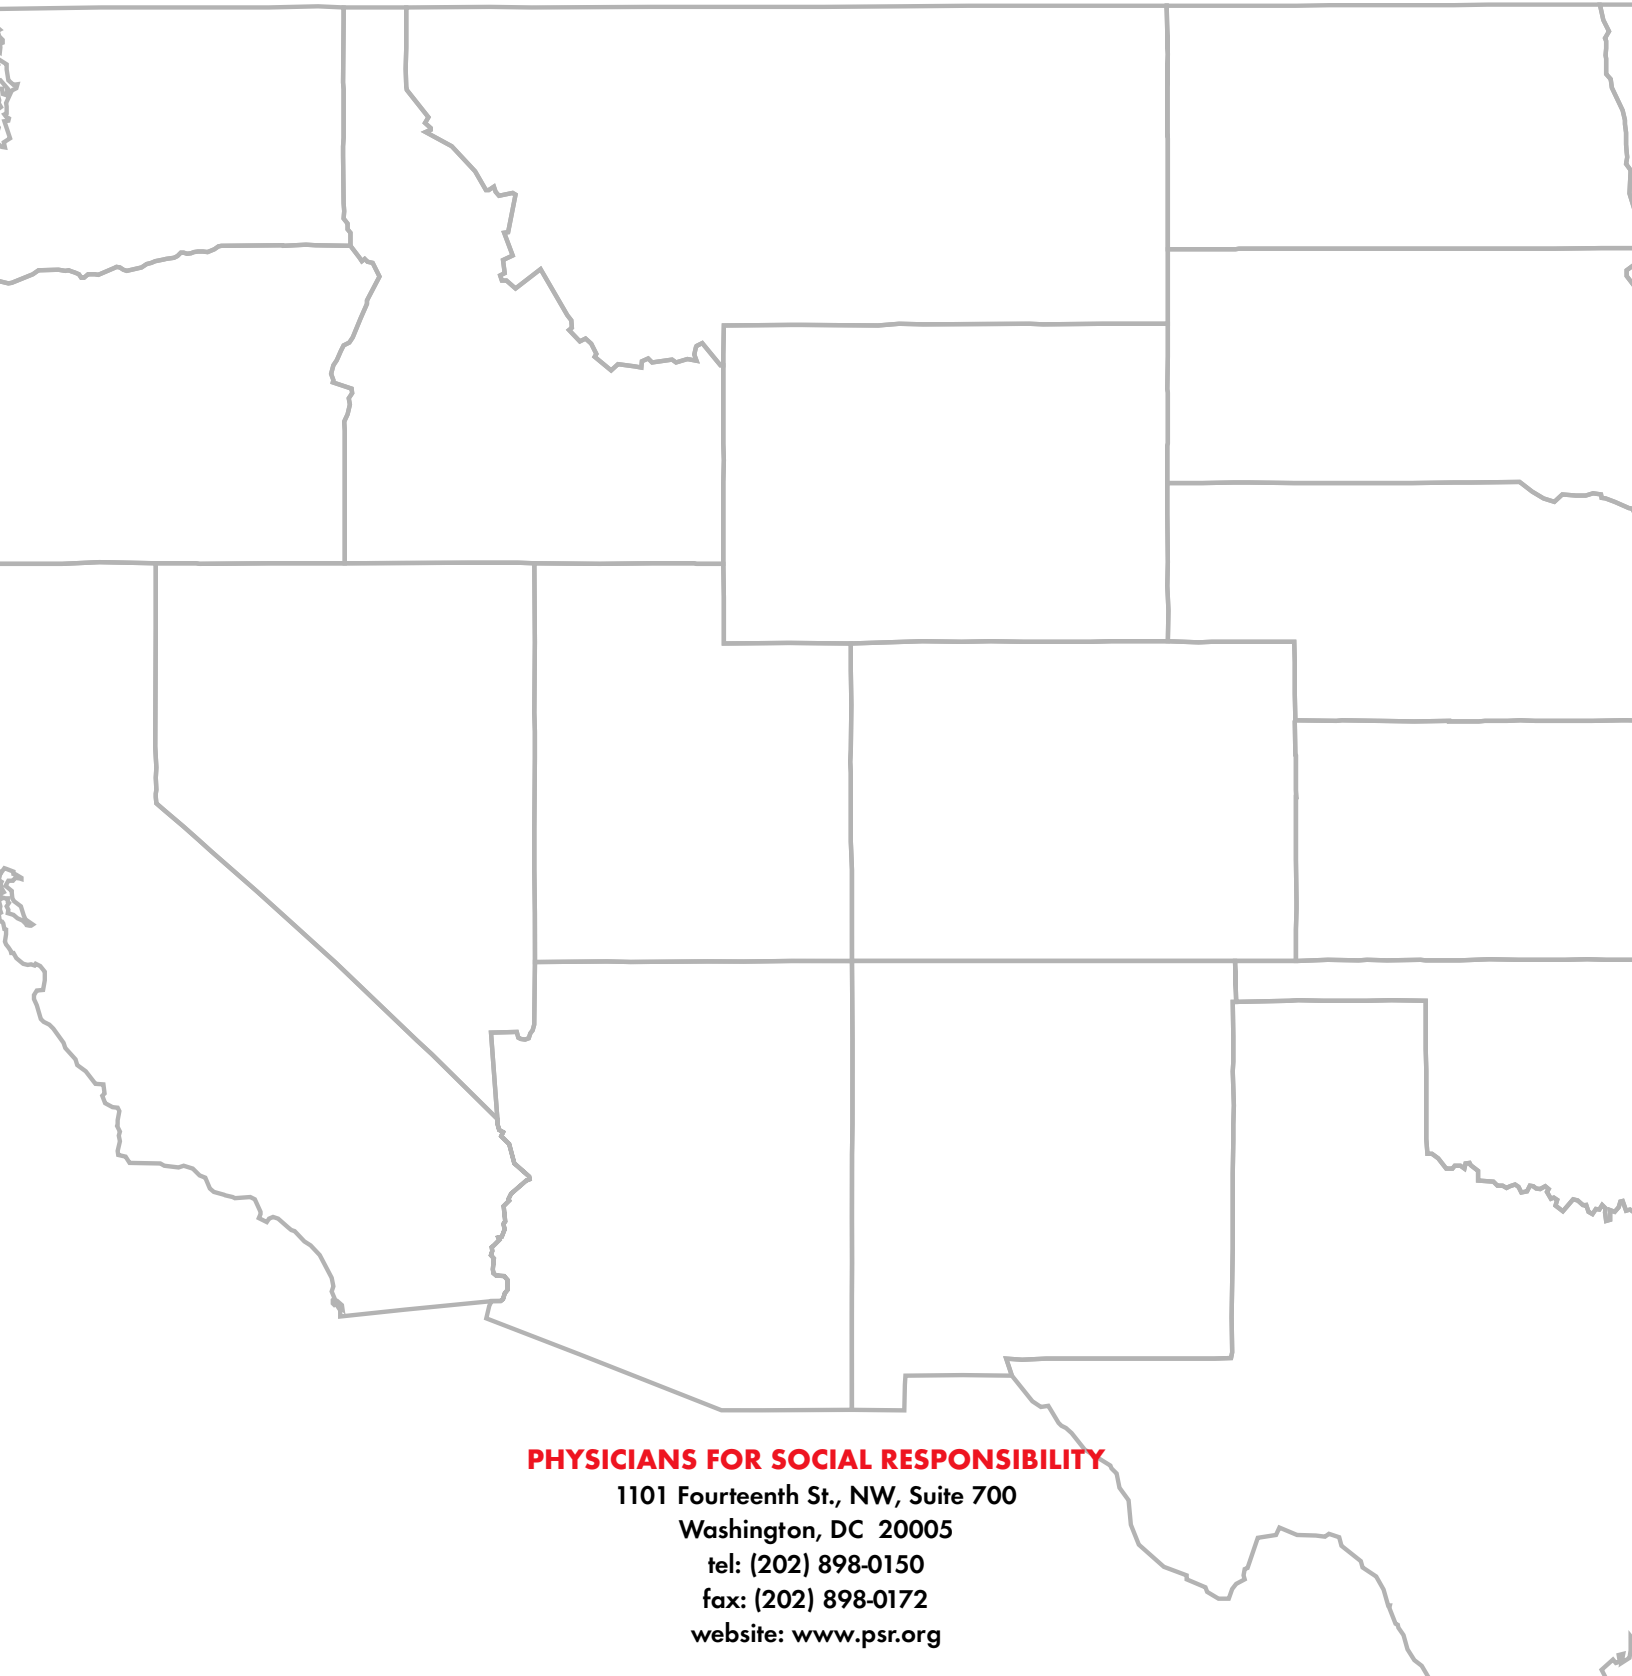 PHYSICIANS FOR SOCIAL RESPONSIBILITY
1101 Fourteenth St., NW, Suite 700
Washington, DC  20005
tel: (202) 898-0150
fax: (202) 898-0172
website: www.psr.org